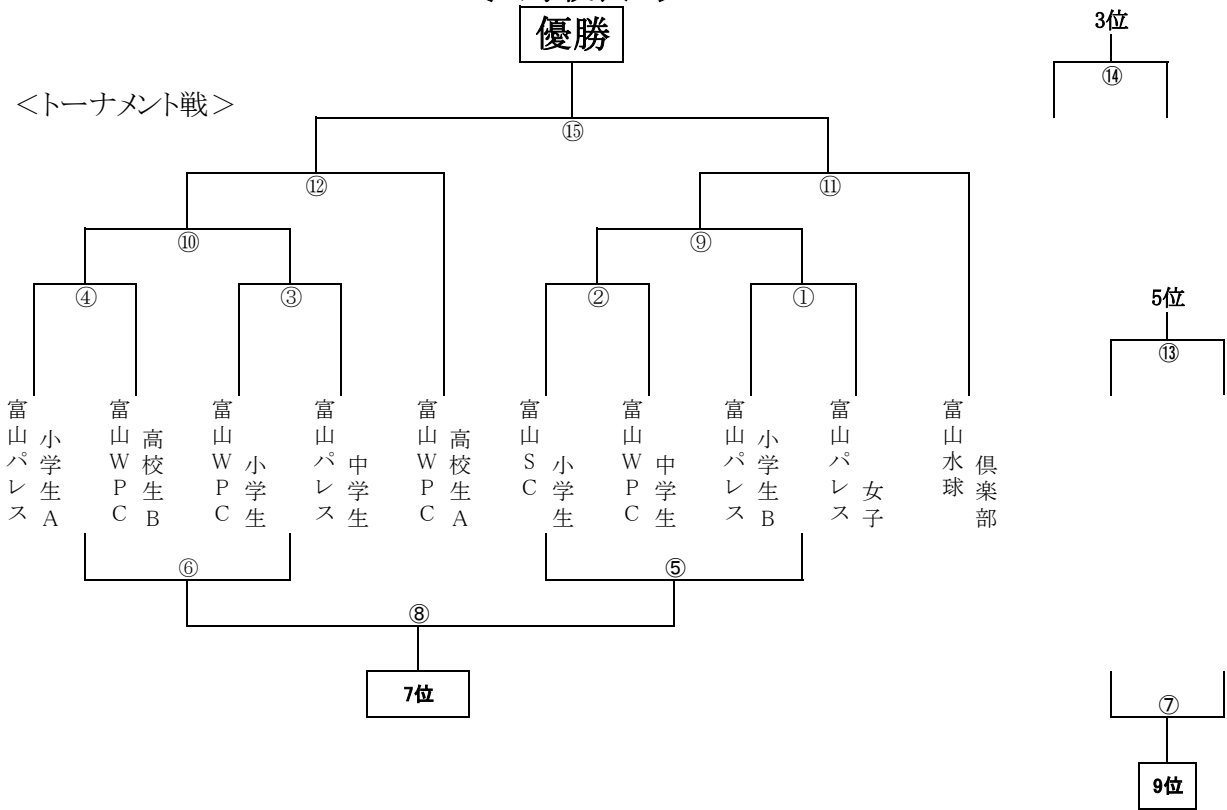 優勝
3位
⑭
<トーナメント戦>
⑮
⑫
⑪
⑩
⑨
④
③
②
①
5位
⑬
富山パレス 小学生A
富山WPC 高校生B
富山WPC 小学生
富山パレス 中学生
富山WPC 高校生A
富山SC 小学生
富山WPC 中学生
富山パレス 小学生B
富山パレス 女子
富山水球 倶楽部
⑥
⑤
⑧
7位
⑦
9位